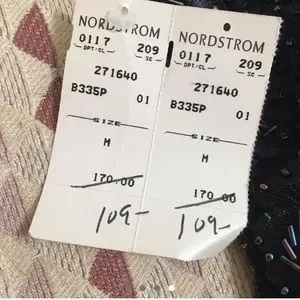 NORDSTROM
0117 209
DPT/CL SC
271640
B335P 01
SIZE
M
170.00
109-
NORDSTROM
0117 209
DPT/CL SC
271640
B335P 01
SIZE
M
170.00
109-